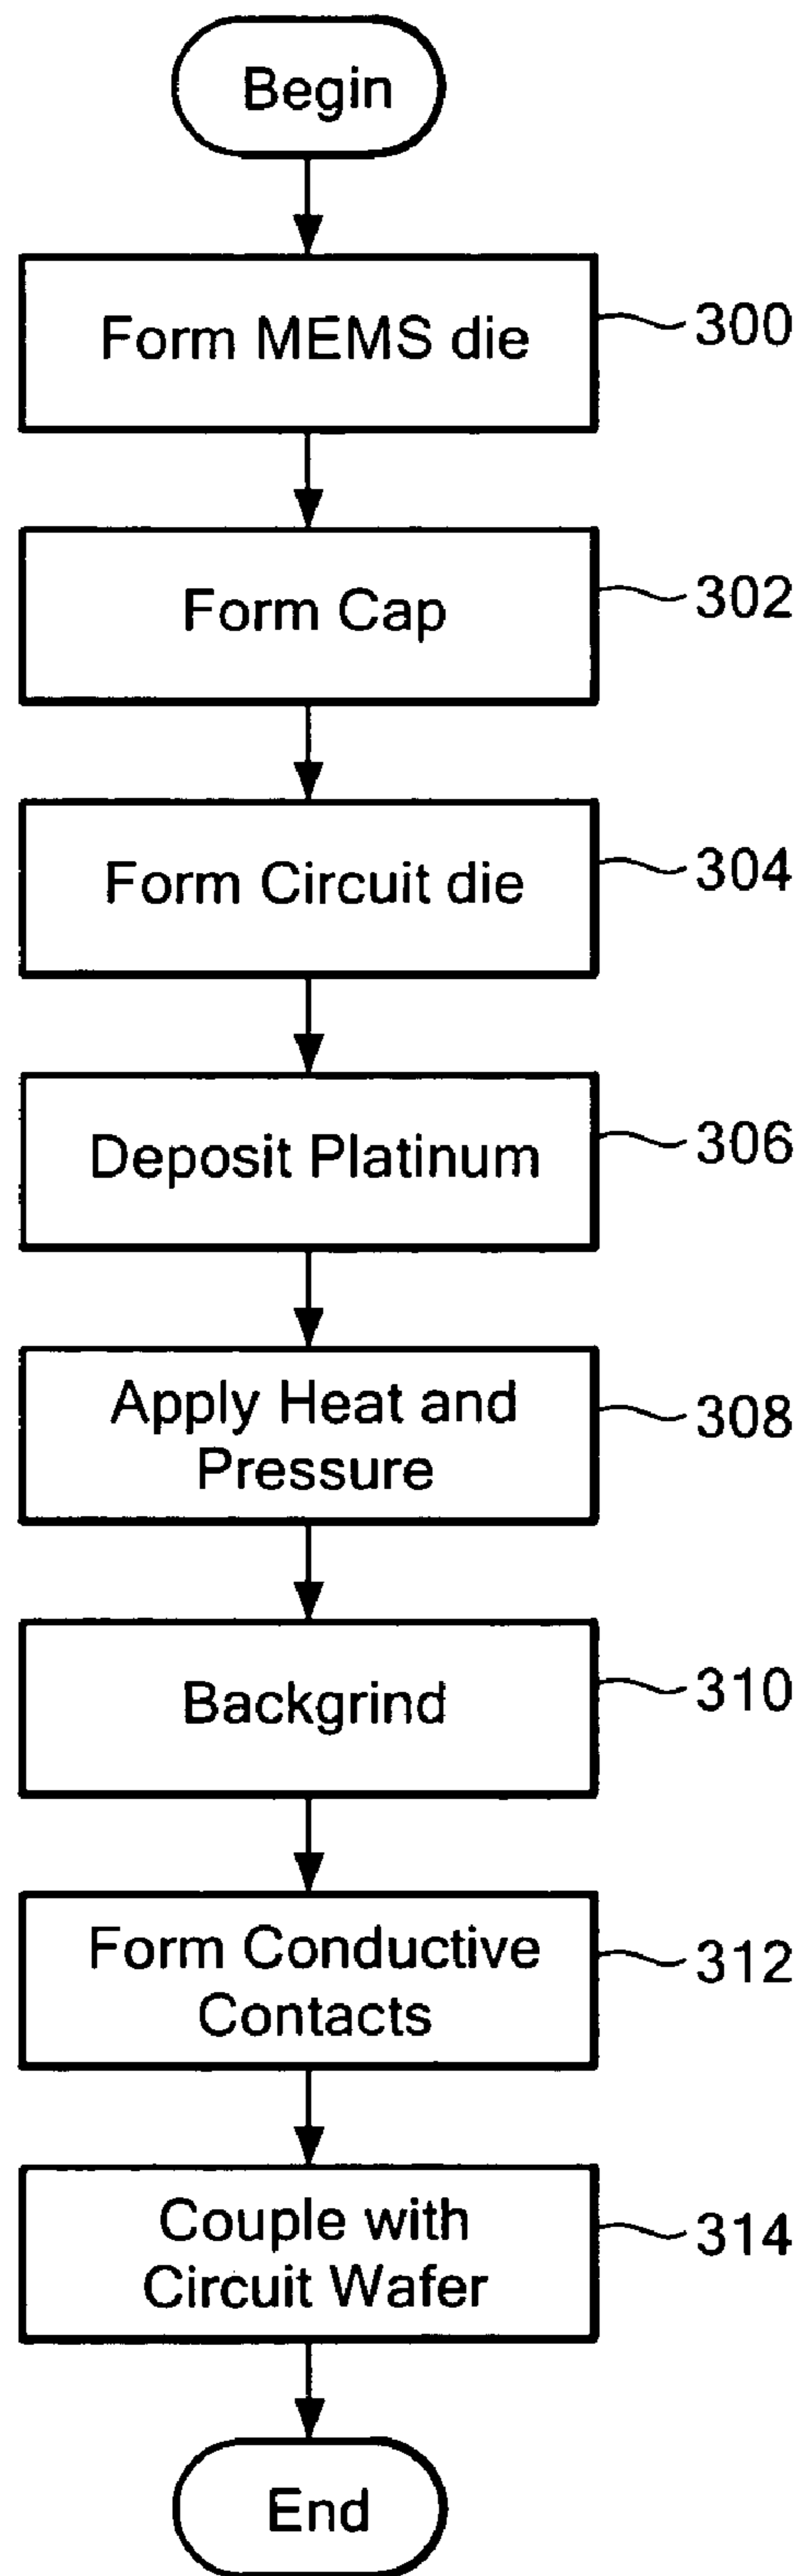 Begin
Form MEMS die
300
Form Cap
302
Form Circuit die
304
Deposit Platinum
306
Apply Heat and
Pressure
308
Backgrind
310
Form Conductive
Contacts
312
Couple with
Circuit Wafer
314
End